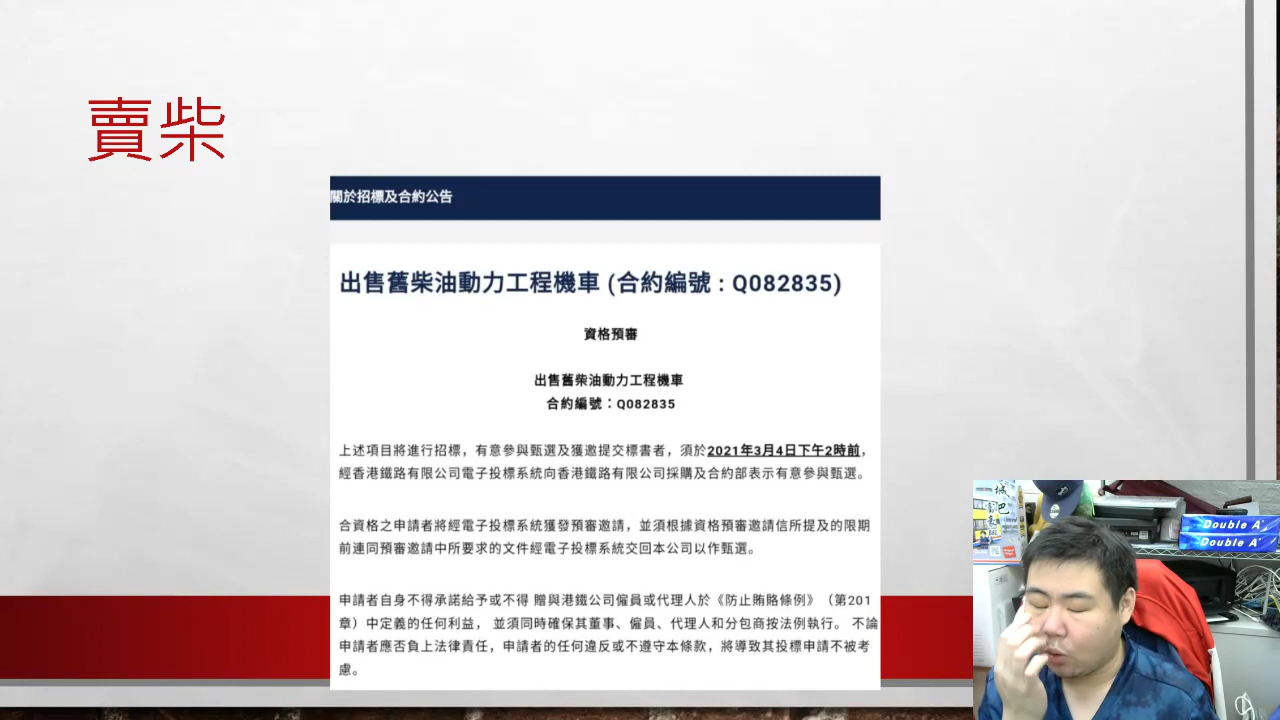 賣柴
關於招標及合約公告
出售舊柴油動力工程機車 (合約編號 : Q082835)
資格預審
出售舊柴油動力工程機車
合約編號：Q082835
上述項目將進行招標，有意參與甄選及獲邀提交標書者，須於2021年3月4日下午2時前，
經香港鐵路有限公司電子投標系統向香港鐵路有限公司採購及合約部表示有意參與甄選。
合資格之申請者將經電子投標系統獲發預審邀請，並須根據資格預審邀請信所提及的限期
前連同預審邀請中所要求的文件經電子投標系統交回本公司以作甄選。
申請者自身不得承諾給予或不得 贈與港鐵公司僱員或代理人於《防止賄賂條例》（第201
章）中定義的任何利益， 並須同時確保其董事、僱員、代理人和分包商按法例執行。 不論
申請者應否負上法律責任，申請者的任何違反或不遵守本條款，將導致其投標申請不被考
慮。
城巴
Double A
Double A